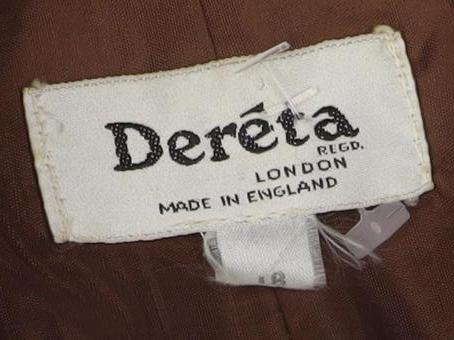 Deréta
REGD.
LONDON
MADE IN ENGLAND